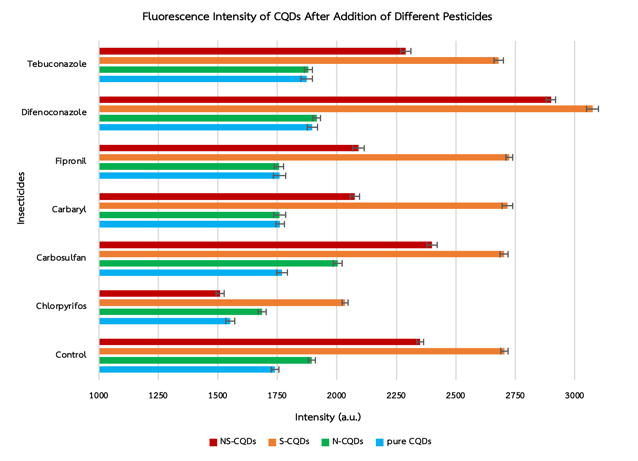 Fluorescence Intensity of CQDs After Addition of Different Pesticides
Insecticides
Tebuconazole
Difenoconazole
Fipronil
Carbaryl
Carbosulfan
Chlorpyrifos
Control
1000 1250 1500 1750 2000 2250 2500 2750 3000
Intensity (a.u.)
NS-CQDs S-CQDs N-CQDs pure CQDs